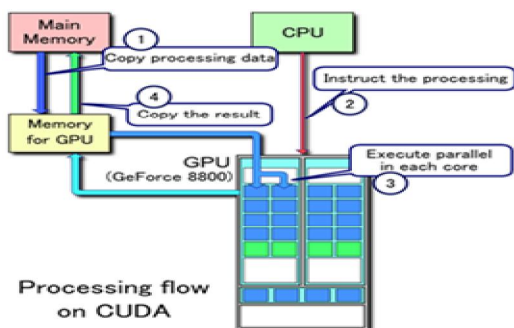 Main
Memory
1
Copy processing data
CPU
Instruct the processing
2
4
Copy the result
Memory
for GPU
GPU
(GeForce 8800)
Execute parallel
in each core
3
Processing flow
on CUDA